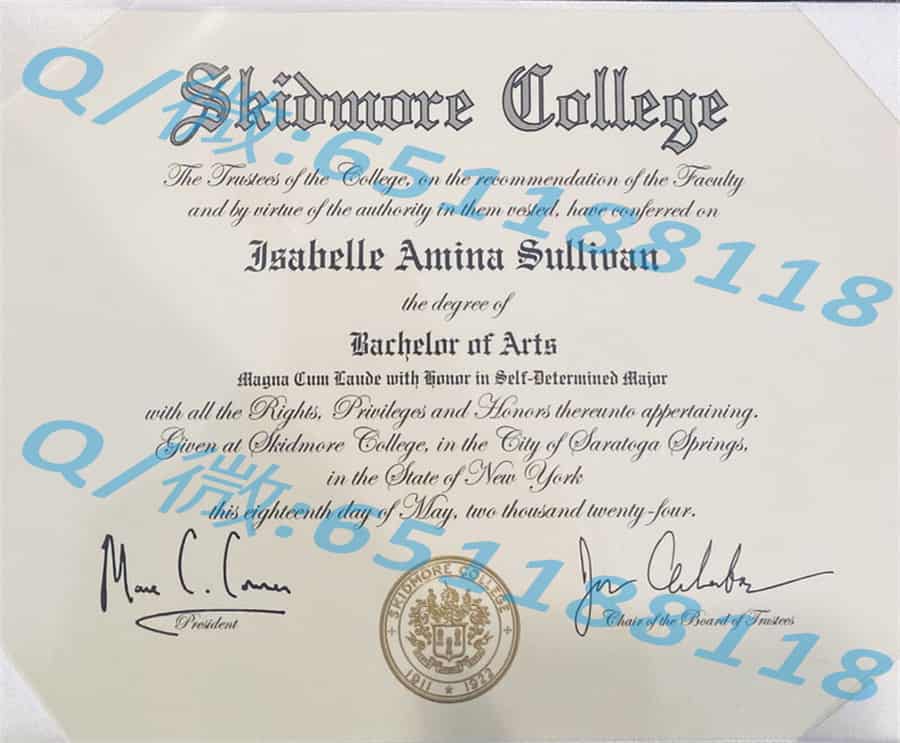 Skidmore College
The Trustees of the College, on the recommendation of the Faculty
and by virtue of the authority in them vested, have conferred on
Isabelle Amina Sullivan
the degree of
Bachelor of Arts
Magna Cum Laude with Honor in Self-Determined Major
with all the Rights, Privileges and Honors thereunto appertaining.
Given at Skidmore College, in the City of Saratoga Springs,
in the State of New York
this eighteenth day of May, two thousand twenty-four.
President
Chair of the Board of Trustees
SKIDMORE COLLEGE
1911 1922
Q/微:651188118
Q/微:651188118